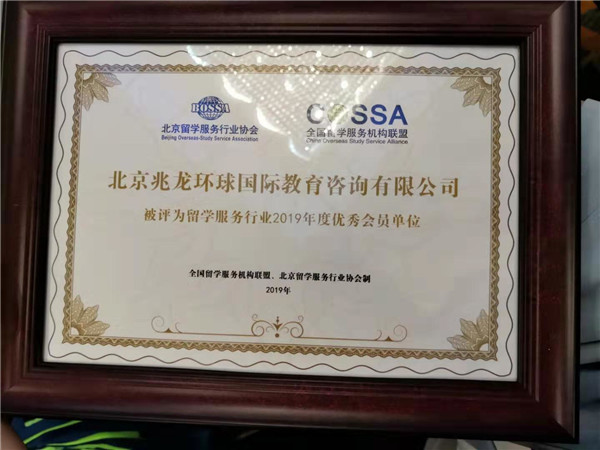 BOSSA
COSSA
北京留学服务行业协会
全国留学服务机构联盟
Beijing Overseas-Study Service Association
China Overseas Study Service Alliance
北京兆龙环球国际教育咨询有限公司
被评为留学服务行业2019年度优秀会员单位
全国留学服务机构联盟、北京留学服务行业协会制
2019年